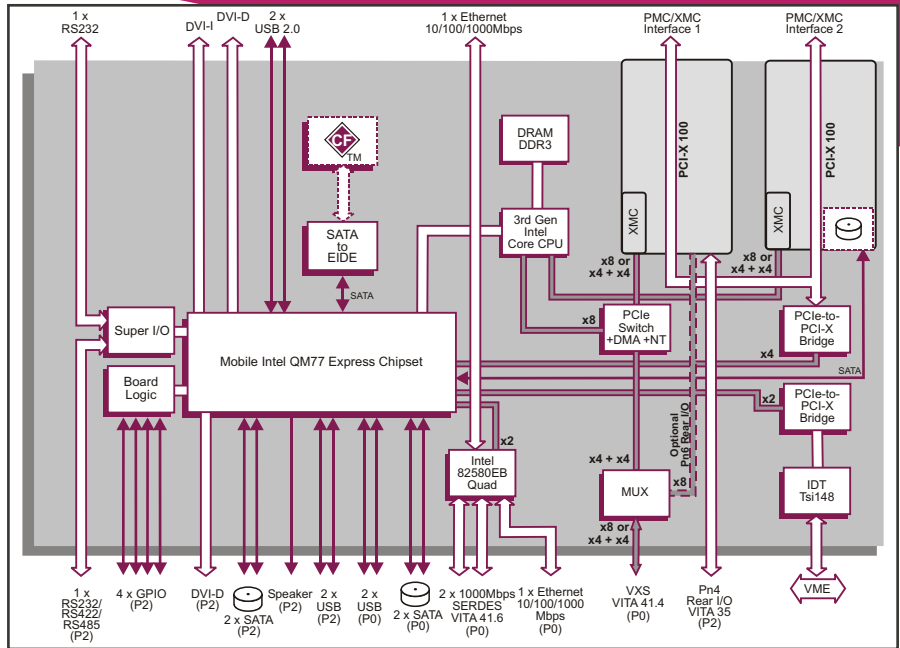 1 x
RS232
DVI-I
DVI-D
2 x
USB 2.0
1 x Ethernet
10/100/1000Mbps
PMC/XMC
Interface 1
PMC/XMC
Interface 2
CF
TM
DRAM
DDR3
PCI-X 100
PCI-X 100
SATA
to
EIDE
3rd Gen
Intel
Core CPU
XMC
XMC
x8 or
x4 + x4
x8 or
x4 + x4
SATA
Super I/O
Mobile Intel QM77 Express Chipset
x8
PCIe
Switch
+DMA +NT
PCIe-to-
PCI-X
Bridge
x4
SATA
Board
Logic
x2
PCIe-to-
PCI-X
Bridge
Optional
Pn6 Rear I/O
x2
Intel
82580EB
Quad
x4 + x4
MUX
x8
IDT
Tsi148
x8 or
x4 + x4
1 x
RS232/
RS422/
RS485
(P2)
4 x GPIO
(P2)
DVI-D
(P2)
2 x SATA
(P2)
Speaker
(P2)
2 x
USB
(P2)
2 x
USB
(P0)
2 x SATA
(P0)
2 x 1000Mbps
SERDES
VITA 41.6
(P0)
1 x Ethernet
10/100/1000
Mbps
(P0)
VXS
VITA 41.4
(P0)
Pn4
Rear I/O
VITA 35
(P2)
VME